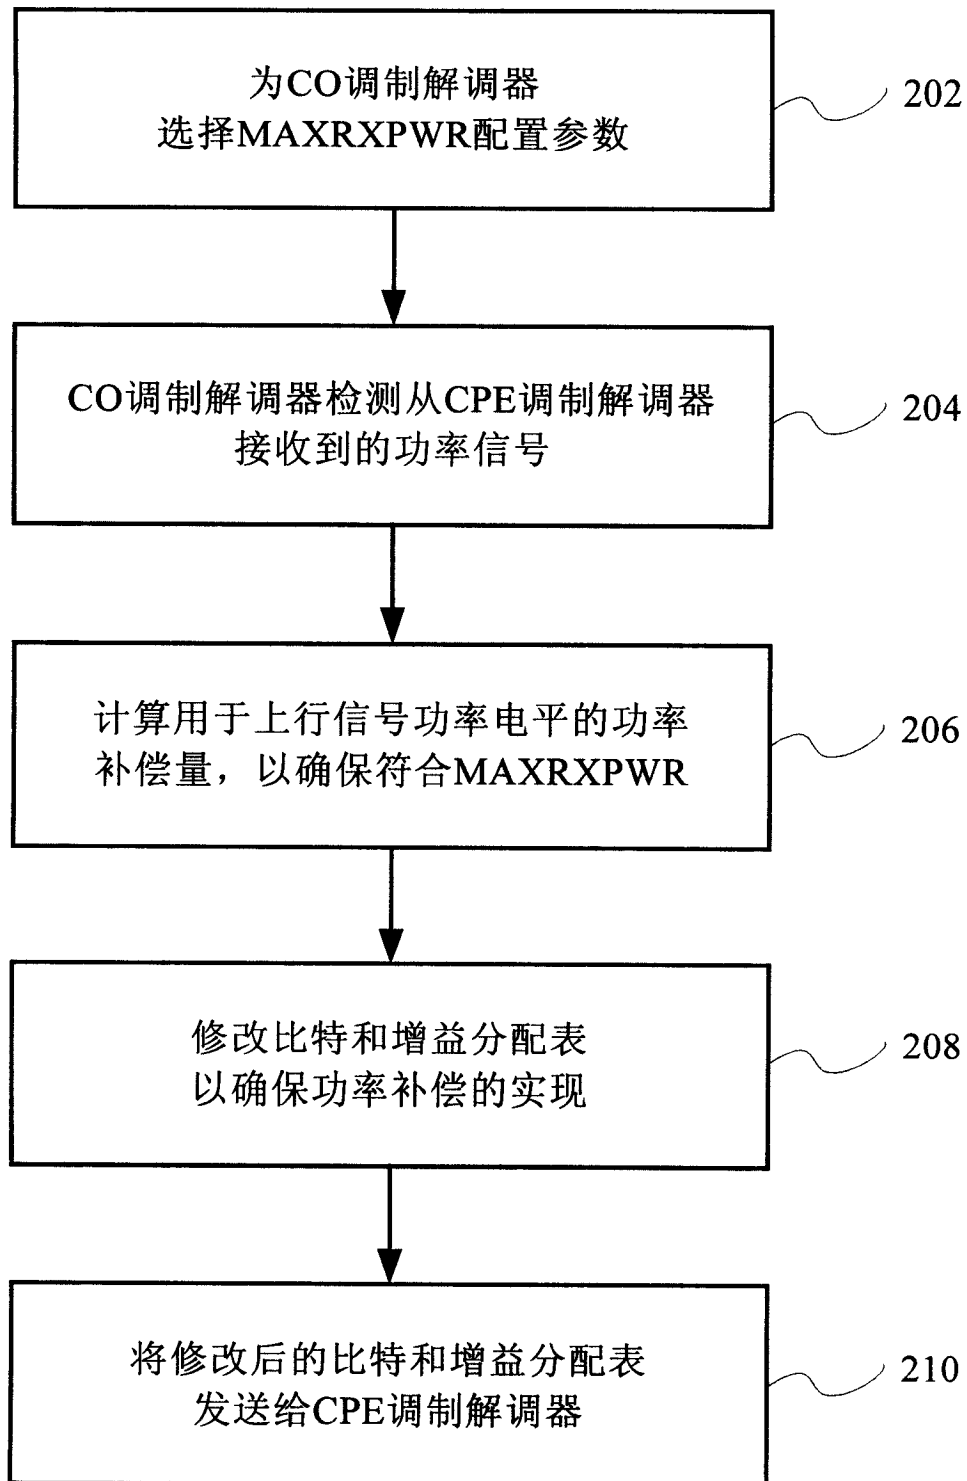 为CO调制解调器
选择MAXRXPWR配置参数
202
CO调制解调器检测从CPE调制解调器
接收到的功率信号
204
计算用于上行信号功率电平的功率
补偿量，以确保符合MAXRXPWR
206
修改比特和增益分配表
以确保功率补偿的实现
208
将修改后的比特和增益分配表
发送给CPE调制解调器
210